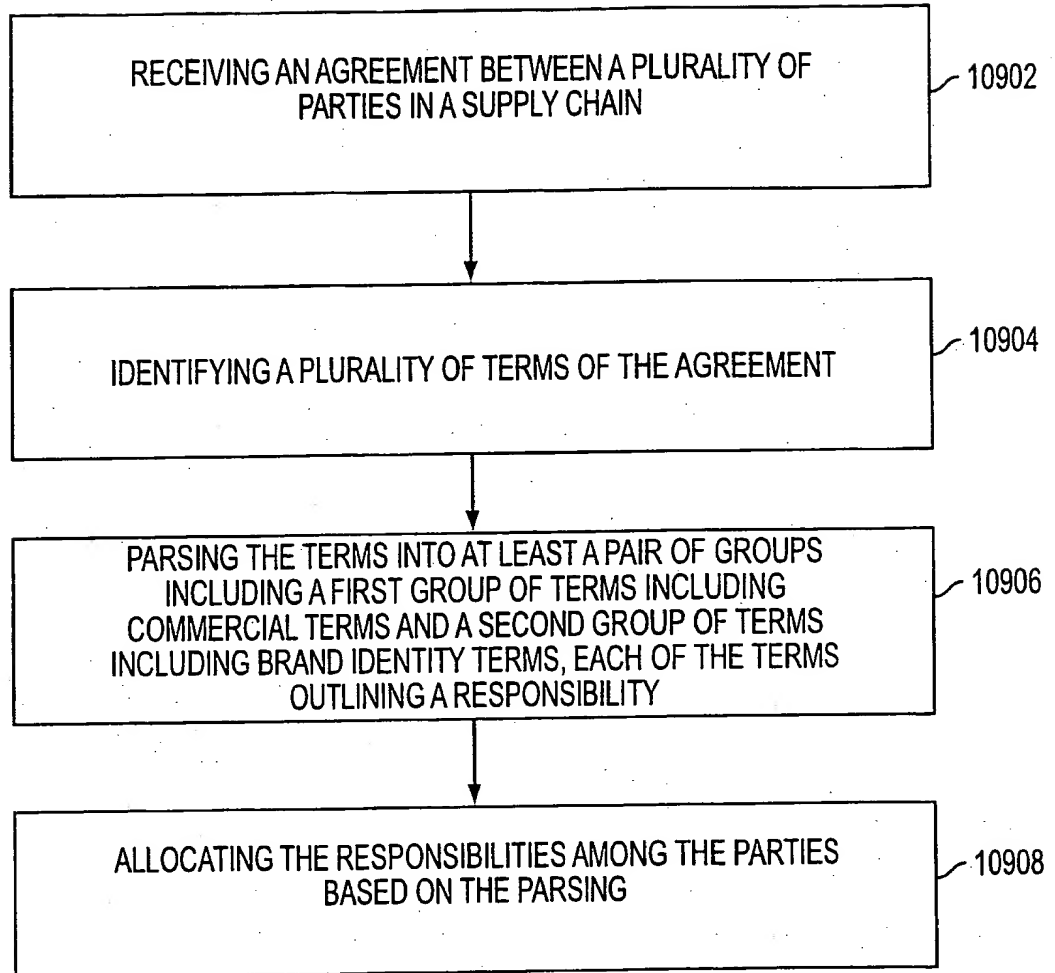 RECEIVING AN AGREEMENT BETWEEN A PLURALITY OF
PARTIES IN A SUPPLY CHAIN
10902
IDENTIFYING A PLURALITY OF TERMS OF THE AGREEMENT
10904
PARSING THE TERMS INTO AT LEAST A PAIR OF GROUPS
INCLUDING A FIRST GROUP OF TERMS INCLUDING
COMMERCIAL TERMS AND A SECOND GROUP OF TERMS
INCLUDING BRAND IDENTITY TERMS, EACH OF THE TERMS
OUTLINING A RESPONSIBILITY
10906
ALLOCATING THE RESPONSIBILITIES AMONG THE PARTIES
BASED ON THE PARSING
10908